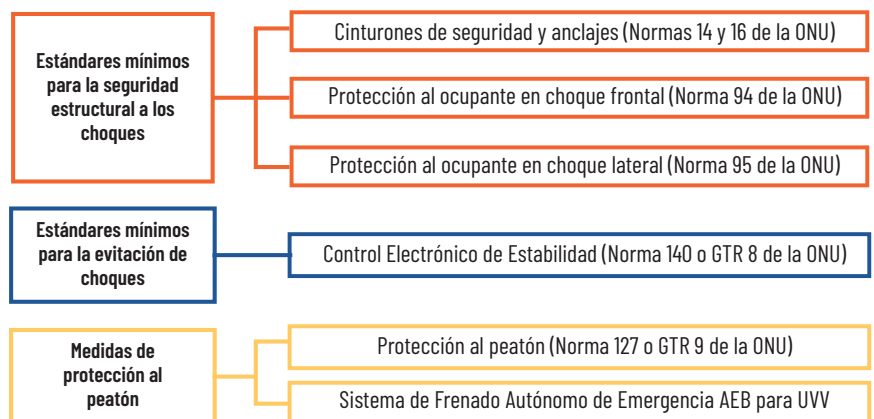 Estándares mínimos
para la seguridad
estructural a los
choques
Cinturones de seguridad y anclajes (Normas 14 y 16 de la ONU)
Protección al ocupante en choque frontal (Norma 94 de la ONU)
Protección al ocupante en choque lateral (Norma 95 de la ONU)
Estándares mínimos
para la evitación de
choques
Control Electrónico de Estabilidad (Norma 140 o GTR 8 de la ONU)
Medidas de
protección al
peatón
Protección al peatón (Norma 127 o GTR 9 de la ONU)
Sistema de Frenado Autónomo de Emergencia AEB para UVV